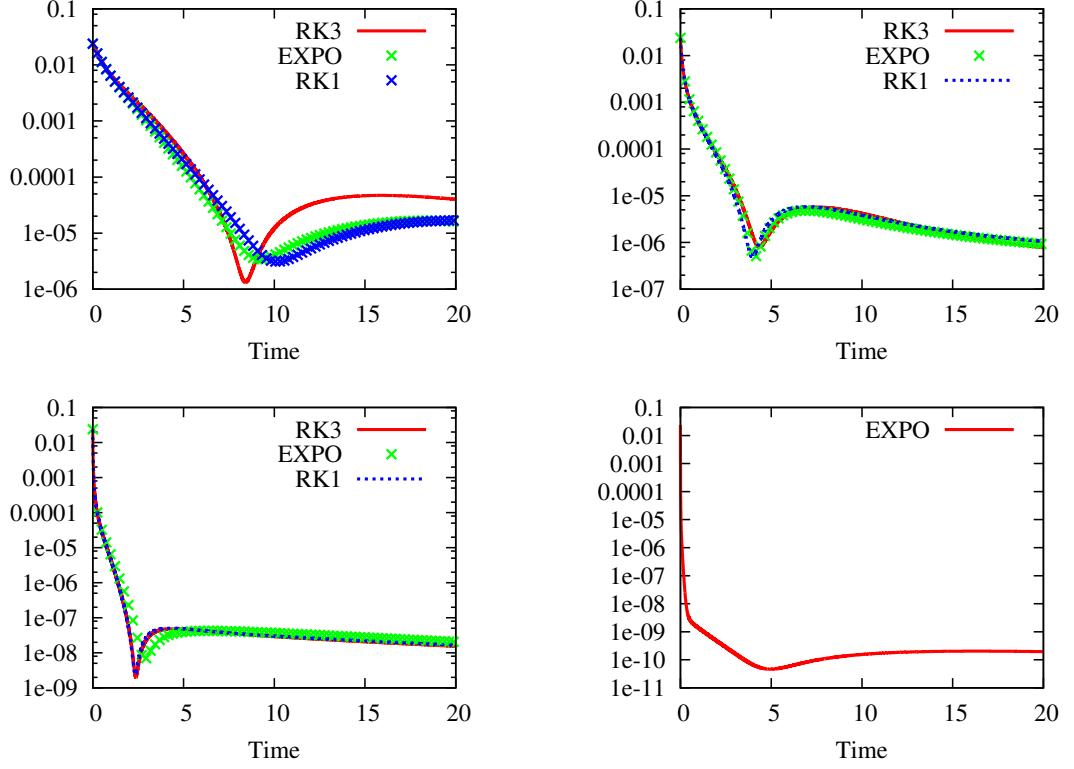 0.1
0.01
0.001
0.0001
1e-05
1e-06
0 5 10 15 20
Time
RK3
EXPO
RK1
0.1
0.01
0.001
0.0001
1e-05
1e-06
1e-07
0 5 10 15 20
Time
RK3
EXPO
RK1
0.1
0.01
0.001
0.0001
1e-05
1e-06
1e-07
1e-08
1e-09
0 5 10 15 20
Time
RK3
EXPO
RK1
0.1
0.01
0.001
0.0001
1e-05
1e-06
1e-07
1e-08
1e-09
1e-10
1e-11
0 5 10 15 20
Time
EXPO